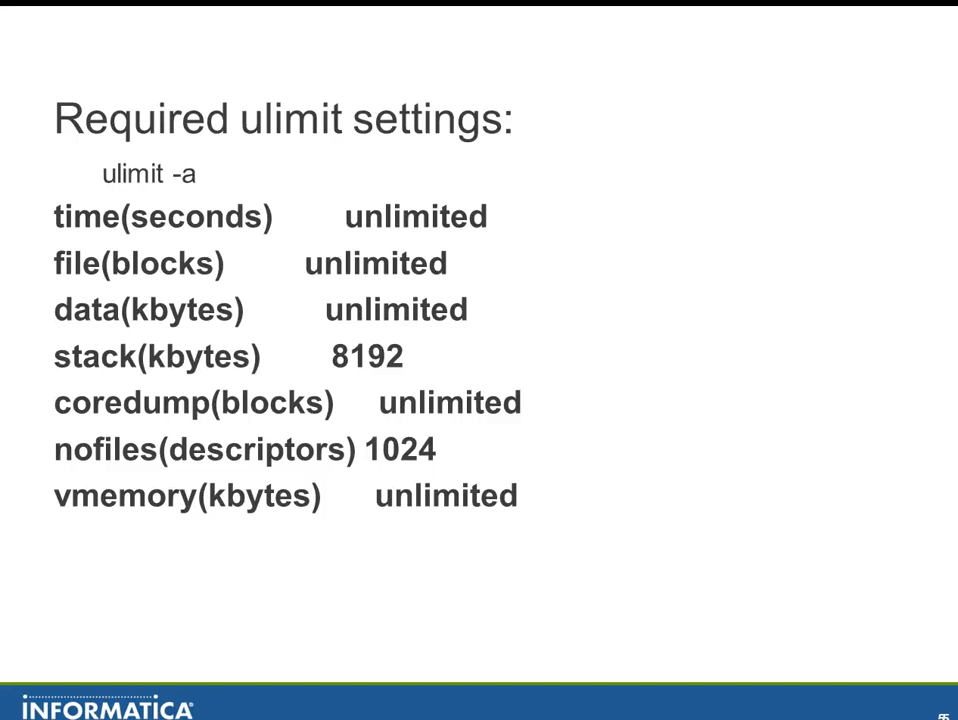 Required ulimit settings:
ulimit -a
time(seconds) unlimited
file(blocks) unlimited
data(kbytes) unlimited
stack(kbytes) 8192
coredump(blocks) unlimited
nofiles(descriptors) 1024
vmemory(kbytes) unlimited
INFORMATICA